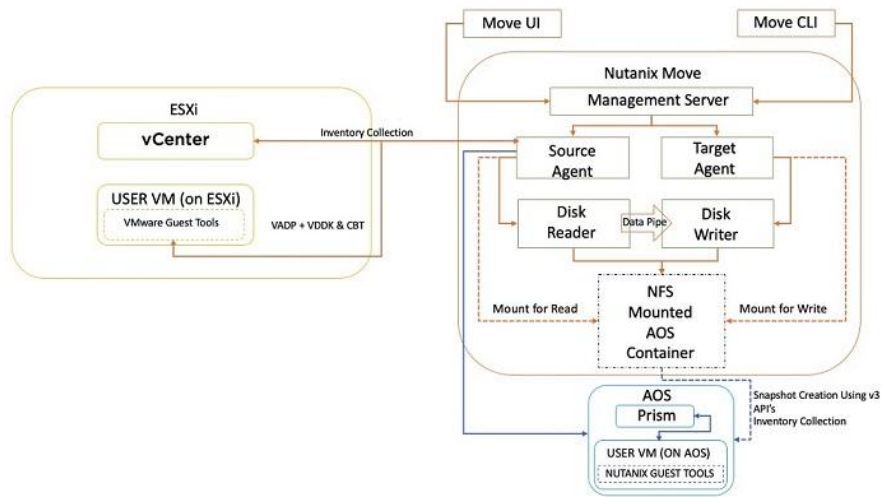 Move UI
Move CLI
Nutanix Move
Management Server
ESXi
vCenter
Inventory Collection
Source
Agent
Target
Agent
USER VM (on ESXi)
VMware Guest Tools
VADP + VDDK & CBT
Disk
Reader
Data Pipe
Disk
Writer
NFS
Mounted
AOS
Container
Mount for Read
Mount for Write
Snapshot Creation Using v3
API's
Inventory Collection
AOS
Prism
USER VM (ON AOS)
NUTANIX GUEST TOOLS